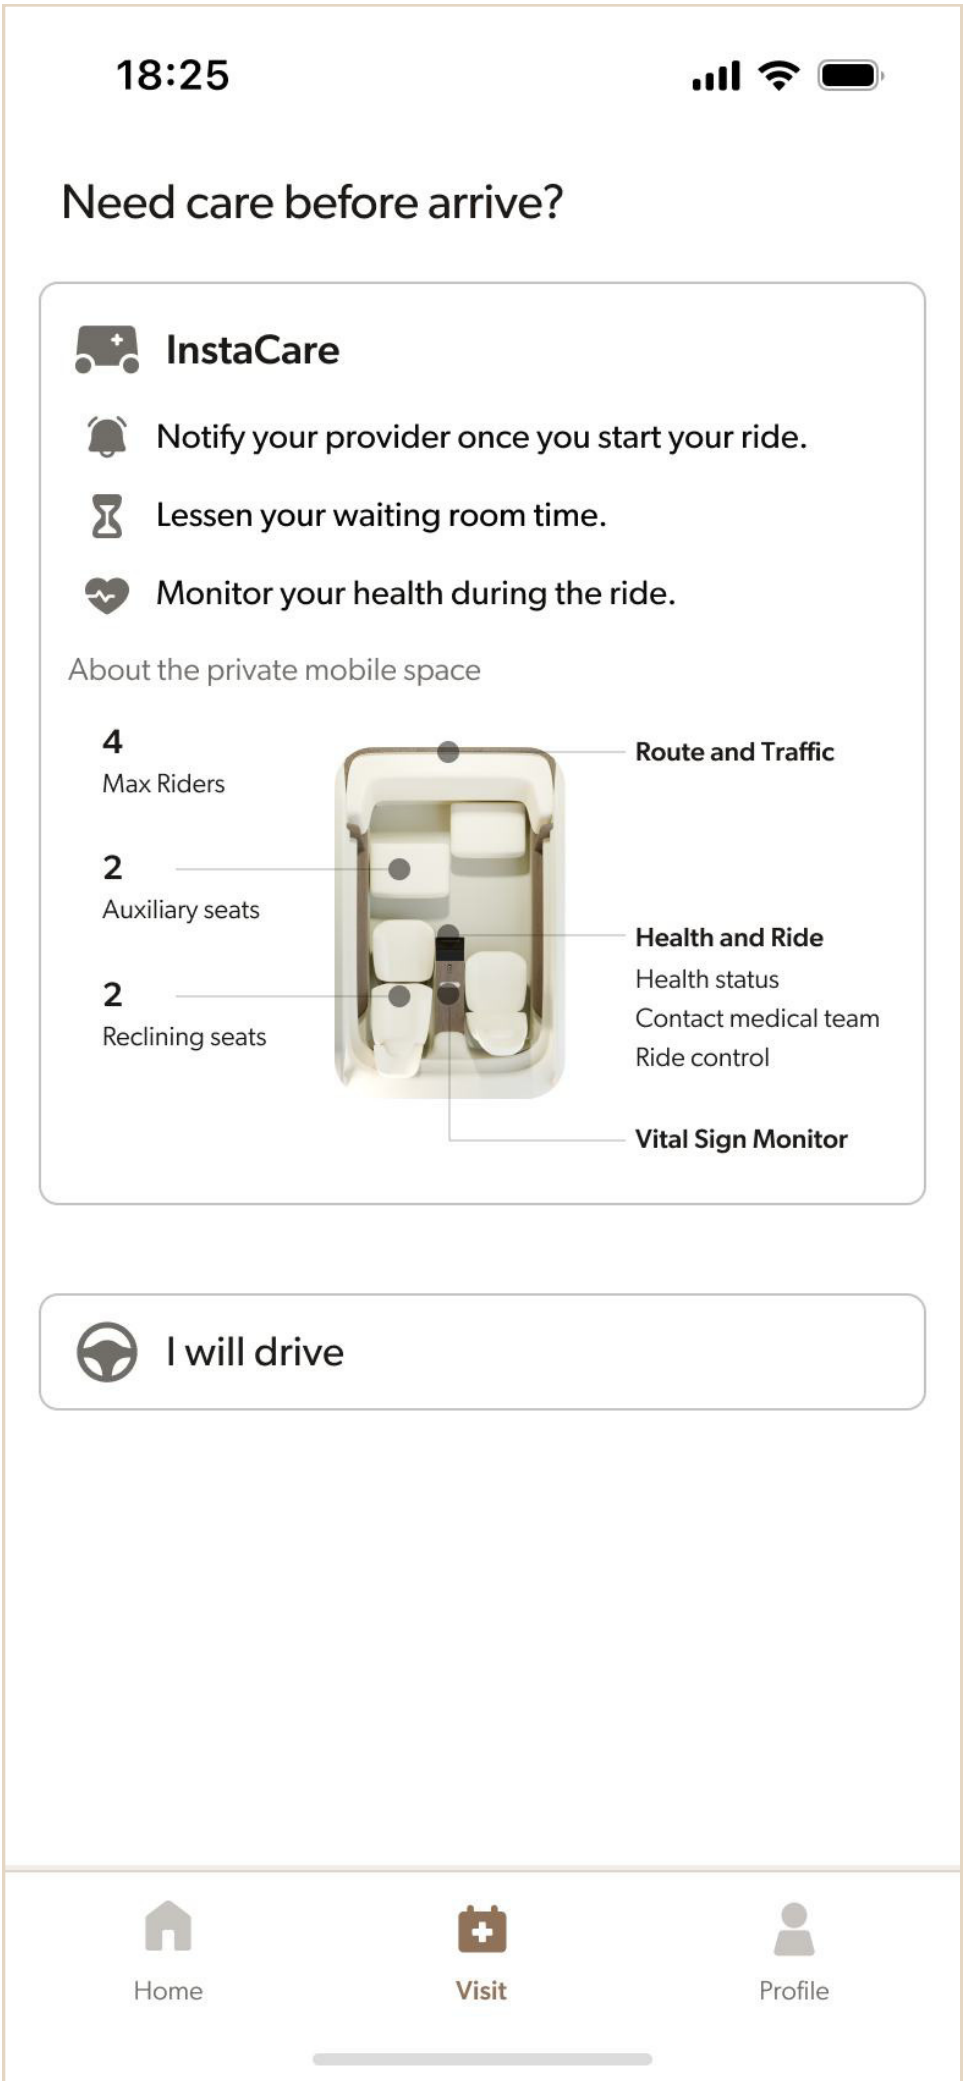 18:25
Need care before arrive?
InstaCare
Notify your provider once you start your ride.
Lessen your waiting room time.
Monitor your health during the ride.
About the private mobile space
4
Max Riders
2
Auxiliary seats
2
Reclining seats
Route and Traffic
Health and Ride
Health status
Contact medical team
Ride control
Vital Sign Monitor
I will drive
Home
Visit
Profile